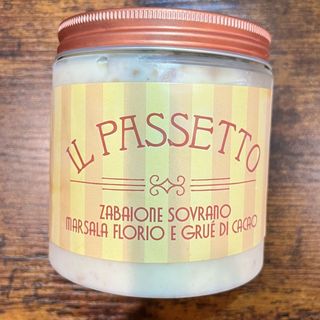 IL PASSETTO
ZABAIONE SOVRANO
MARSALA FLORIO E GRUÉ DI CACAO